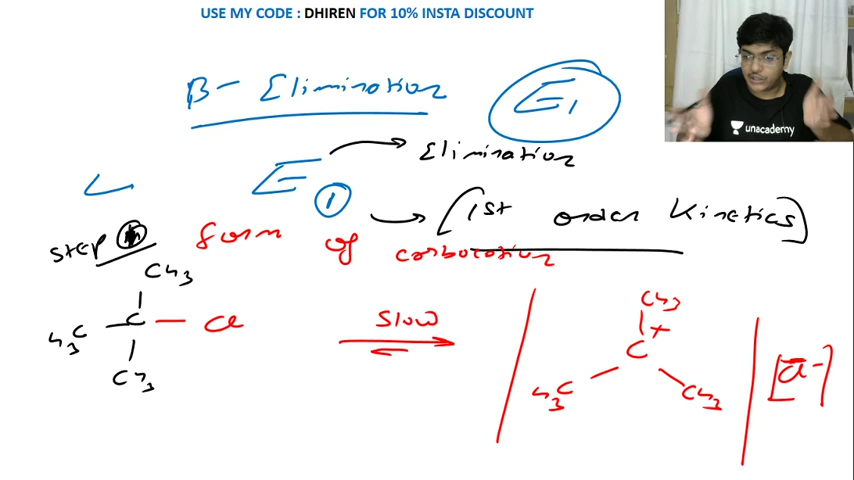 USE MY CODE : DHIREN FOR 10% INSTA DISCOUNT
β- Elimination
E1
unacademy
Elimination
E 1
(1st order Kinetics)
Step 1
form of carbocation
CH3
H3C - C - Cl
CH3
Slow
CH3
C+
H3C
CH3
[Cl-]